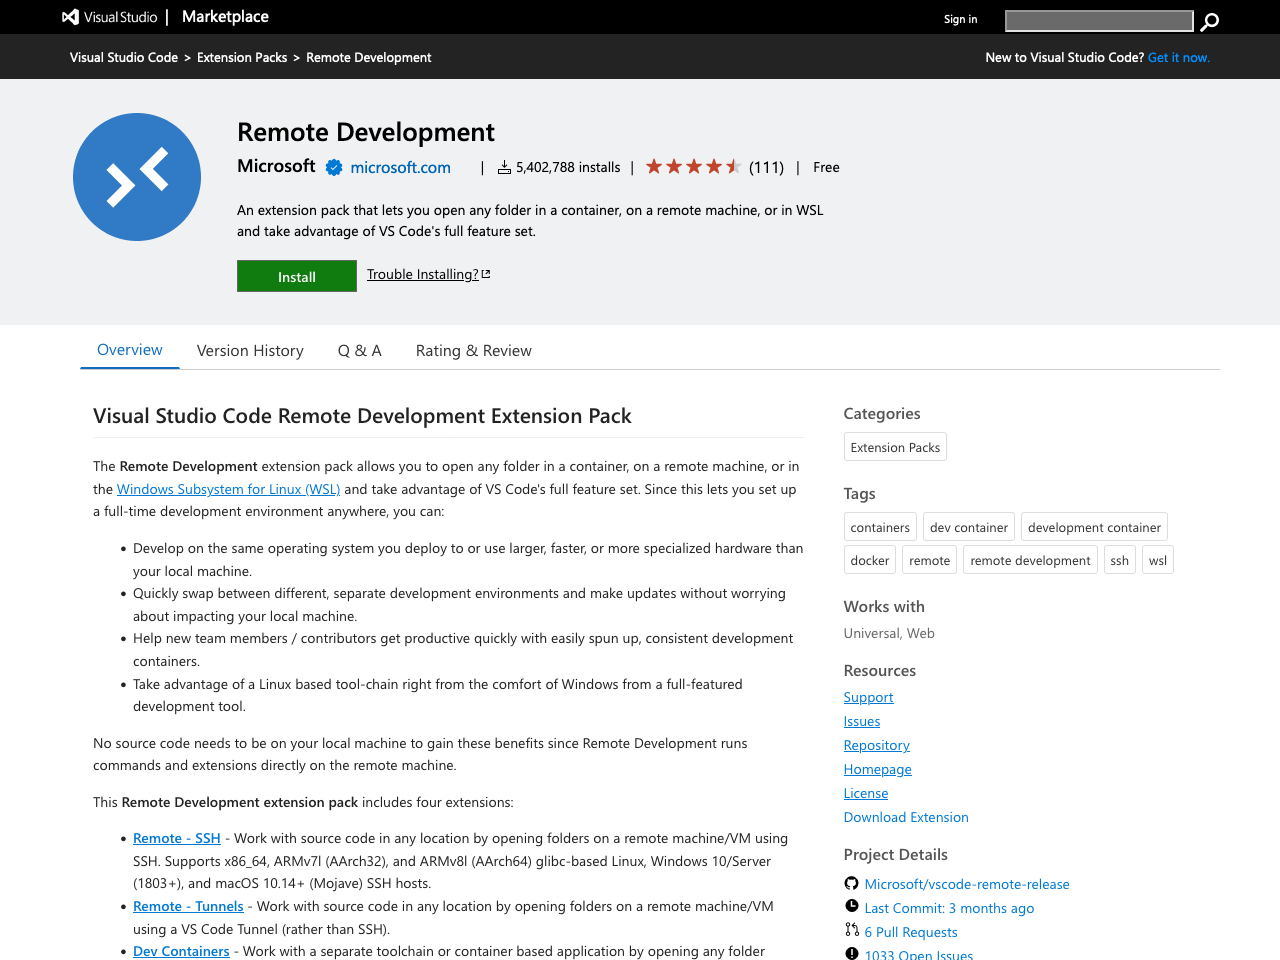 Visual Studio | Marketplace
Sign in
Visual Studio Code > Extension Packs > Remote Development
New to Visual Studio Code? Get it now.
Remote Development
Microsoft microsoft.com | 5,402,788 installs | (111) | Free
An extension pack that lets you open any folder in a container, on a remote machine, or in WSL
and take advantage of VS Code's full feature set.
Install
Trouble Installing?
Overview
Version History
Q & A
Rating & Review
Visual Studio Code Remote Development Extension Pack
The Remote Development extension pack allows you to open any folder in a container, on a remote machine, or in
the Windows Subsystem for Linux (WSL) and take advantage of VS Code's full feature set. Since this lets you set up
a full-time development environment anywhere, you can:
• Develop on the same operating system you deploy to or use larger, faster, or more specialized hardware than
your local machine.
• Quickly swap between different, separate development environments and make updates without worrying
about impacting your local machine.
• Help new team members / contributors get productive quickly with easily spun up, consistent development
containers.
• Take advantage of a Linux based tool-chain right from the comfort of Windows from a full-featured
development tool.
No source code needs to be on your local machine to gain these benefits since Remote Development runs
commands and extensions directly on the remote machine.
This Remote Development extension pack includes four extensions:
• Remote - SSH - Work with source code in any location by opening folders on a remote machine/VM using
SSH. Supports x86_64, ARMv7l (AArch32), and ARMv8l (AArch64) glibc-based Linux, Windows 10/Server
(1803+), and macOS 10.14+ (Mojave) SSH hosts.
• Remote - Tunnels - Work with source code in any location by opening folders on a remote machine/VM
using a VS Code Tunnel (rather than SSH).
• Dev Containers - Work with a separate toolchain or container based application by opening any folder
Categories
Extension Packs
Tags
containers dev container development container
docker remote remote development ssh wsl
Works with
Universal, Web
Resources
Support
Issues
Repository
Homepage
License
Download Extension
Project Details
Microsoft/vscode-remote-release
Last Commit: 3 months ago
6 Pull Requests
1033 Open Issues